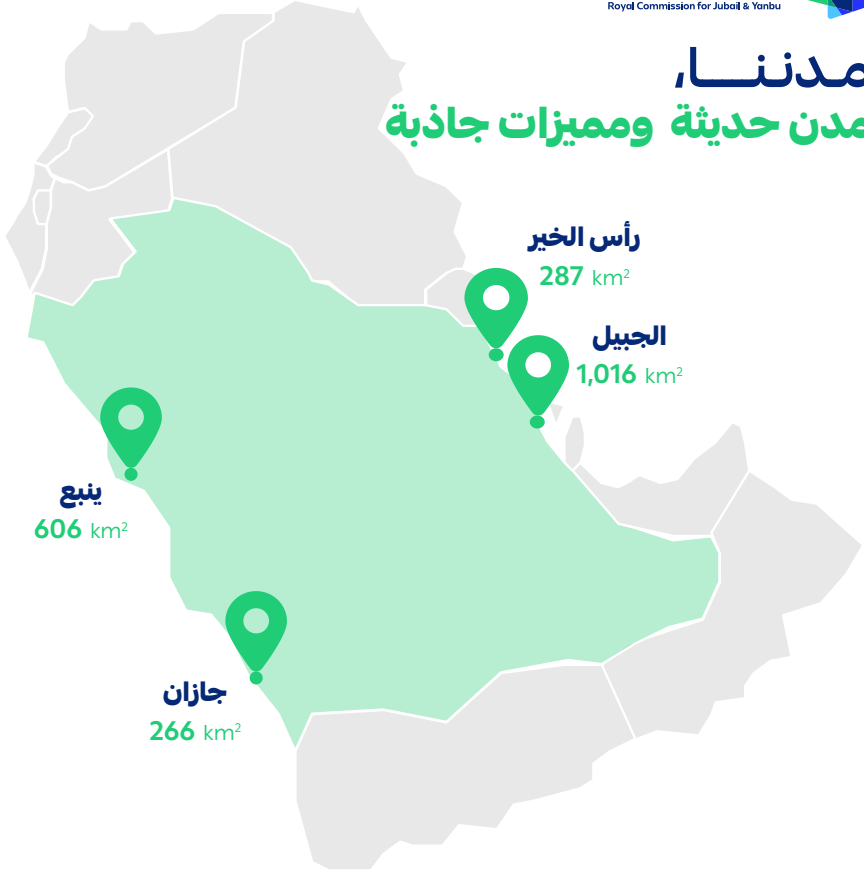 Royal Commission for Jubail & Yanbu
مـدنـنـــا،
مدن حديثة ومميزات جاذبة
رأس الخير
287 km²
الجبيل
1,016 km²
ينبع
606 km²
جازان
266 km²